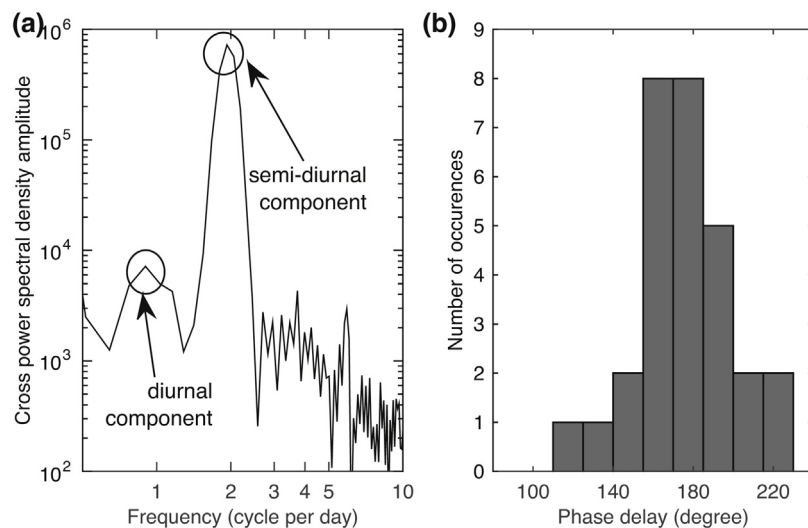 (a)
Cross power spectral density amplitude
10^6
10^5
10^4
10^3
10^2
semi-diurnal
component
diurnal
component
1
2
3
4
5
10
Frequency (cycle per day)
(b)
Number of occurences
9
8
7
6
5
4
3
2
1
0
100
140
180
220
Phase delay (degree)